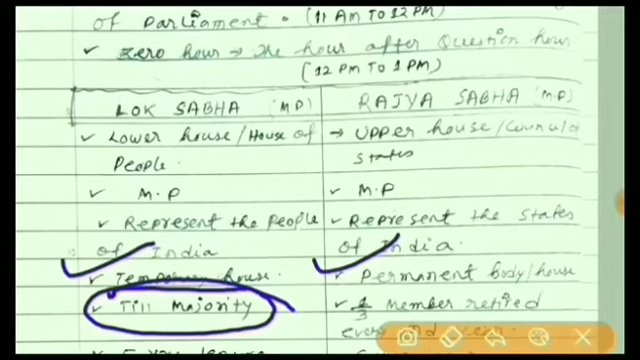 of Parliament. (11 AM TO 12 PM)
✓ Zero hour → The hour after Question hour
(12 PM TO 1 PM)
LOK SABHA (MP)
✓ Lower house/House of
People.
✓ M.P
✓ Represent the people
of India
✓ Temporary house.
✓ Till Majority
RAJYA SABHA (MP)
→ Upper house/Council of
States
✓ M.P
✓ Represent the States
of India.
✓ Permanent body/house
✓ 1/3 Member retired
every